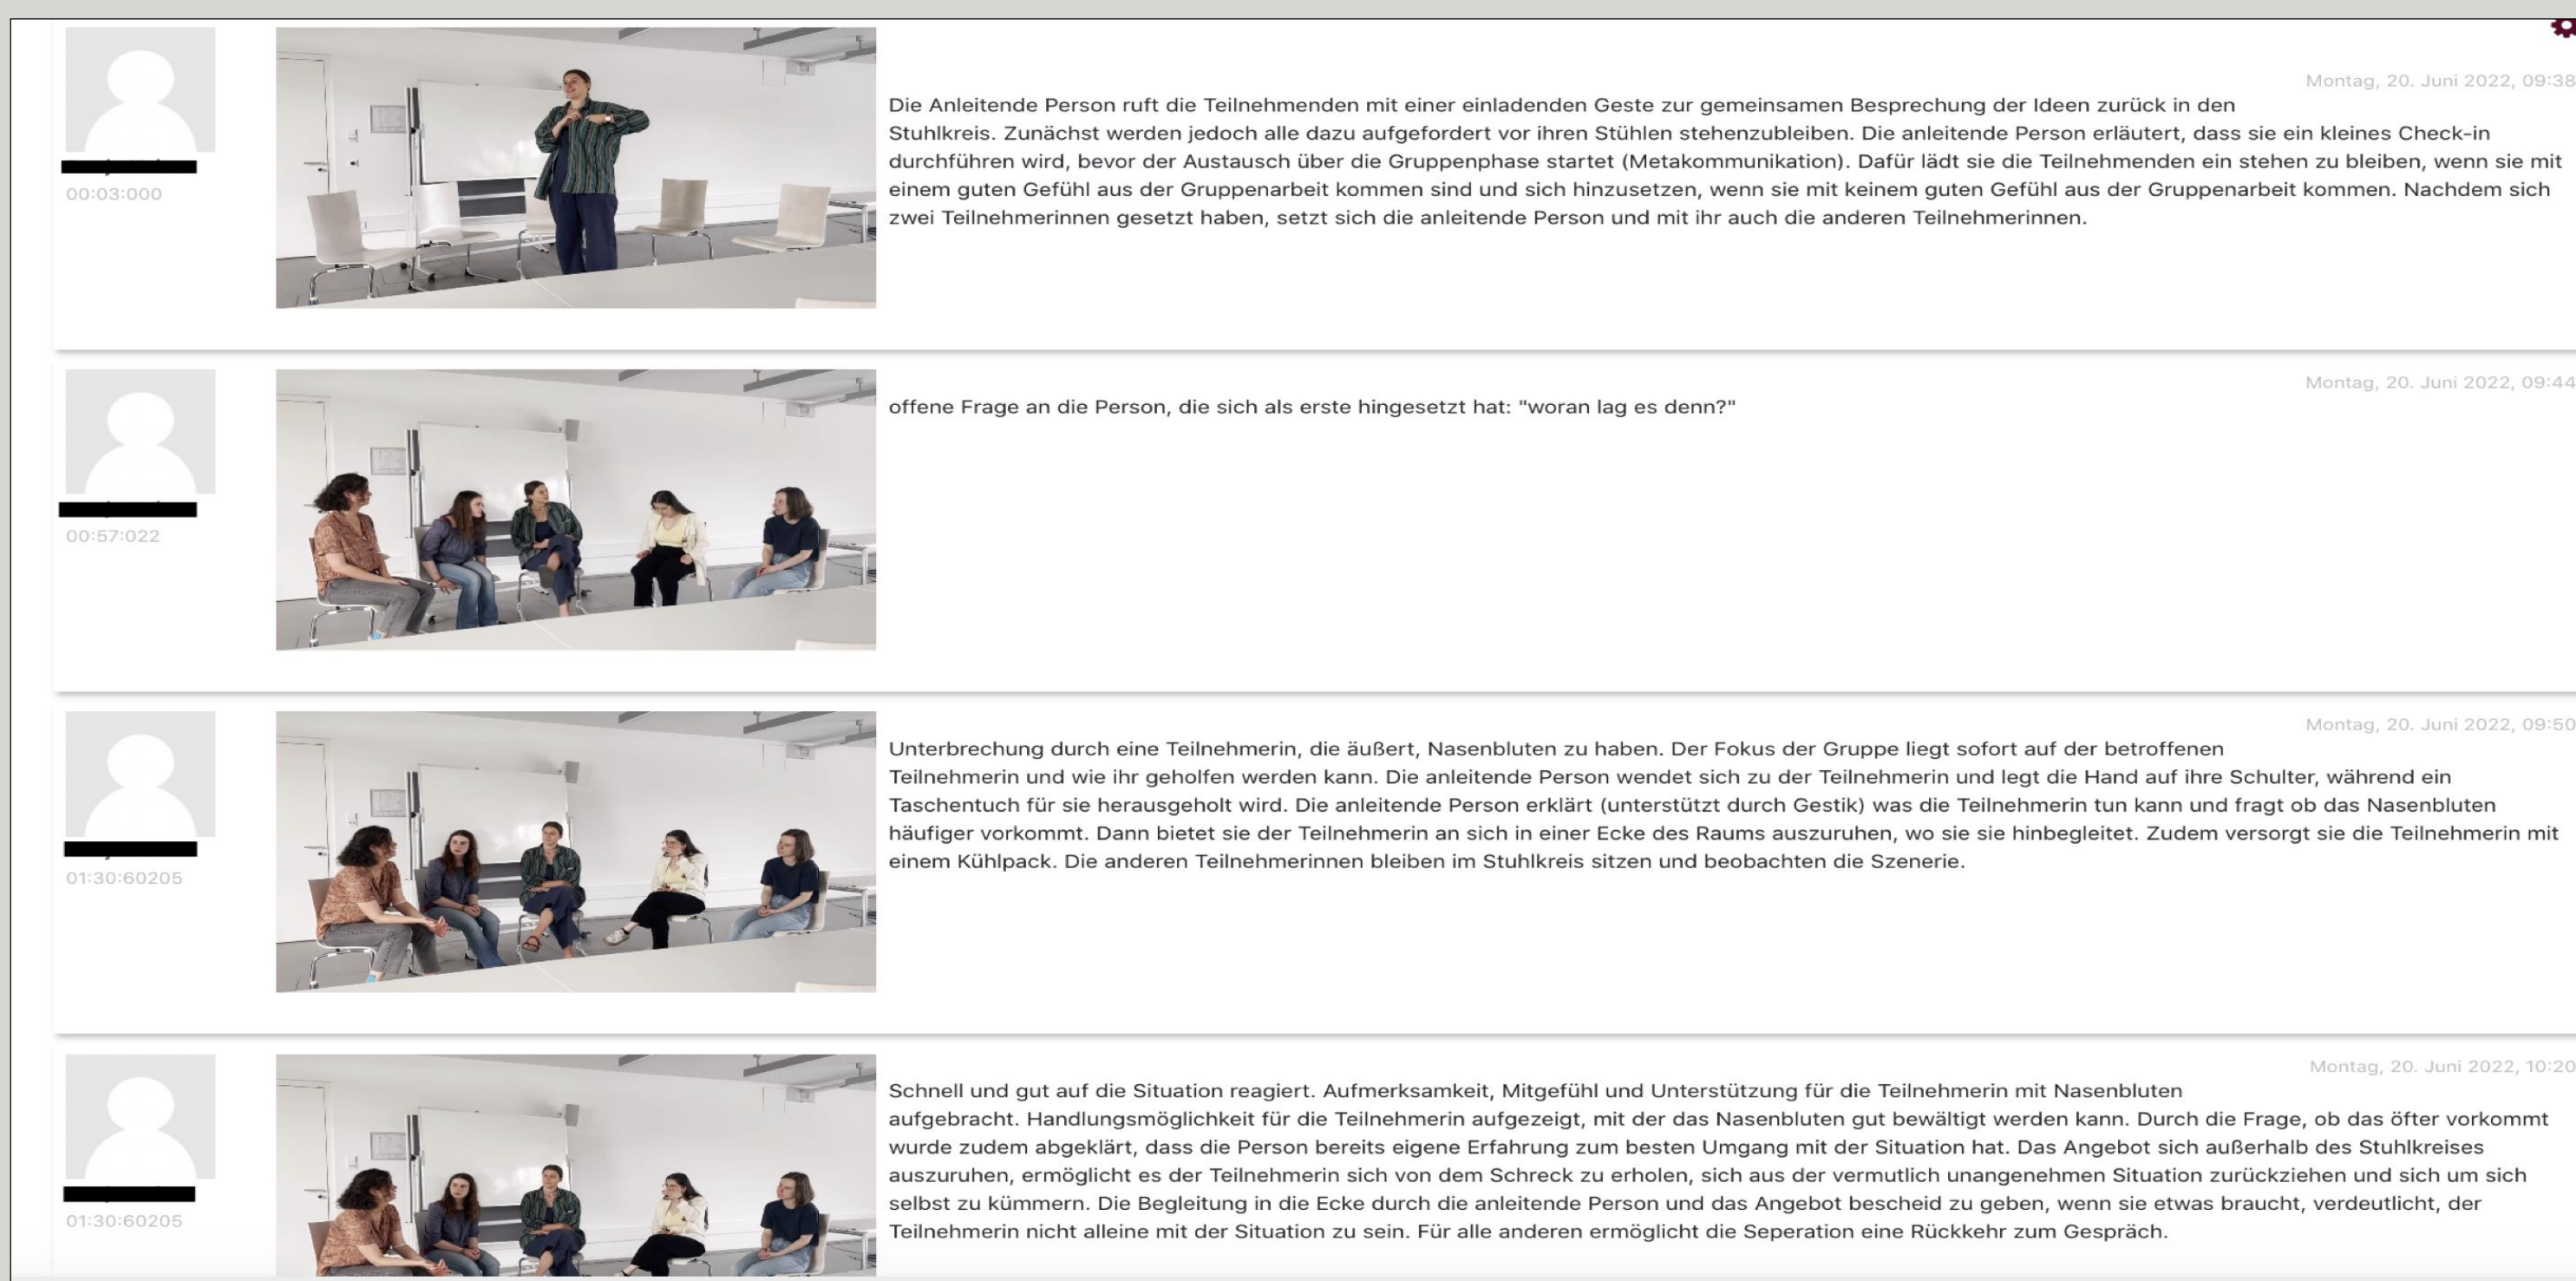 Montag, 20. Juni 2022, 09:38
Die Anleitende Person ruft die Teilnehmenden mit einer einladenden Geste zur gemeinsamen Besprechung der Ideen zurück in den
Stuhlkreis. Zunächst werden jedoch alle dazu aufgefordert vor ihren Stühlen stehenzubleiben. Die anleitende Person erläutert, dass sie ein kleines Check-in
durchführen wird, bevor der Austausch über die Gruppenphase startet (Metakommunikation). Dafür lädt sie die Teilnehmenden ein stehen zu bleiben, wenn sie mit
einem guten Gefühl aus der Gruppenarbeit kommen sind und sich hinzusetzen, wenn sie mit keinem guten Gefühl aus der Gruppenarbeit kommen. Nachdem sich
zwei Teilnehmerinnen gesetzt haben, setzt sich die anleitende Person und mit ihr auch die anderen Teilnehmerinnen.
00:03:000
Montag, 20. Juni 2022, 09:44
offene Frage an die Person, die sich als erste hingesetzt hat: "woran lag es denn?"
00:57:022
Montag, 20. Juni 2022, 09:50
Unterbrechung durch eine Teilnehmerin, die äußert, Nasenbluten zu haben. Der Fokus der Gruppe liegt sofort auf der betroffenen
Teilnehmerin und wie ihr geholfen werden kann. Die anleitende Person wendet sich zu der Teilnehmerin und legt die Hand auf ihre Schulter, während ein
Taschentuch für sie herausgeholt wird. Die anleitende Person erklärt (unterstützt durch Gestik) was die Teilnehmerin tun kann und fragt ob das Nasenbluten
häufiger vorkommt. Dann bietet sie der Teilnehmerin an sich in einer Ecke des Raums auszuruhen, wo sie sie hinbegleitet. Zudem versorgt sie die Teilnehmerin mit
einem Kühlpack. Die anderen Teilnehmerinnen bleiben im Stuhlkreis sitzen und beobachten die Szenerie.
01:30:60205
Montag, 20. Juni 2022, 10:20
Schnell und gut auf die Situation reagiert. Aufmerksamkeit, Mitgefühl und Unterstützung für die Teilnehmerin mit Nasenbluten
aufgebracht. Handlungsmöglichkeit für die Teilnehmerin aufgezeigt, mit der das Nasenbluten gut bewältigt werden kann. Durch die Frage, ob das öfter vorkommt
wurde zudem abgeklärt, dass die Person bereits eigene Erfahrung zum besten Umgang mit der Situation hat. Das Angebot sich außerhalb des Stuhlkreises
auszuruhen, ermöglicht es der Teilnehmerin sich von dem Schreck zu erholen, sich aus der vermutlich unangenehmen Situation zurückziehen und sich um sich
selbst zu kümmern. Die Begleitung in die Ecke durch die anleitende Person und das Angebot bescheid zu geben, wenn sie etwas braucht, verdeutlicht, der
Teilnehmerin nicht alleine mit der Situation zu sein. Für alle anderen ermöglicht die Seperation eine Rückkehr zum Gespräch.
01:30:60205